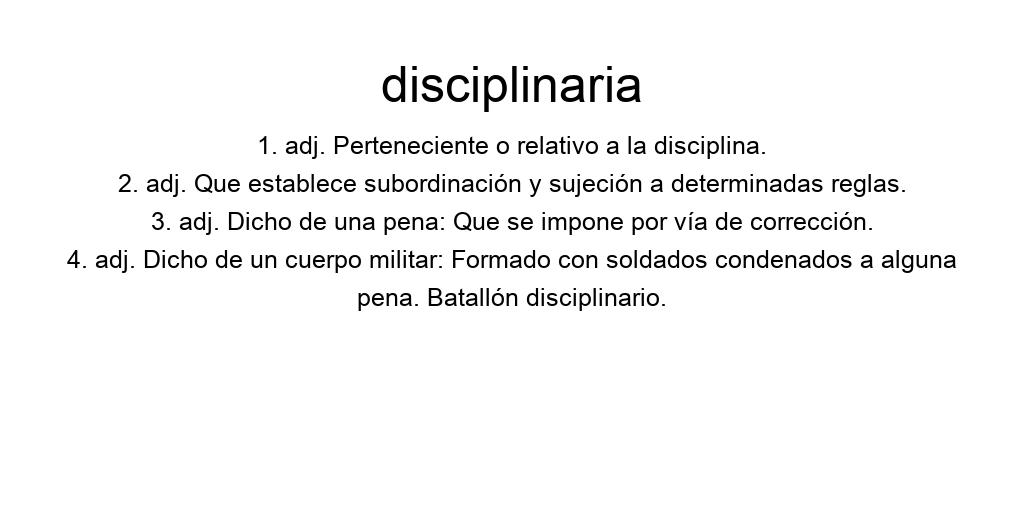 disciplinaria
1. adj. Perteneciente o relativo a la disciplina.
2. adj. Que establece subordinación y sujeción a determinadas reglas.
3. adj. Dicho de una pena: Que se impone por vía de corrección.
4. adj. Dicho de un cuerpo militar: Formado con soldados condenados a alguna
pena. Batallón disciplinario.